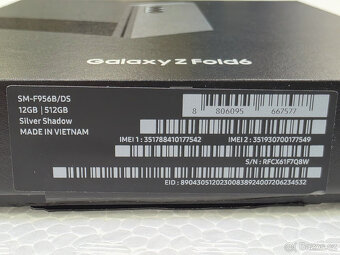 Galaxy Z Fold6
SM-F956B/DS
12GB | 512GB
Silver Shadow
MADE IN VIETNAM
8 806095 667577
IMEI 1 : 351788410177542 IMEI 2 : 351930700177549
S/N : RFCX61F7Q8W
EID : 89043051202300838924007206234532